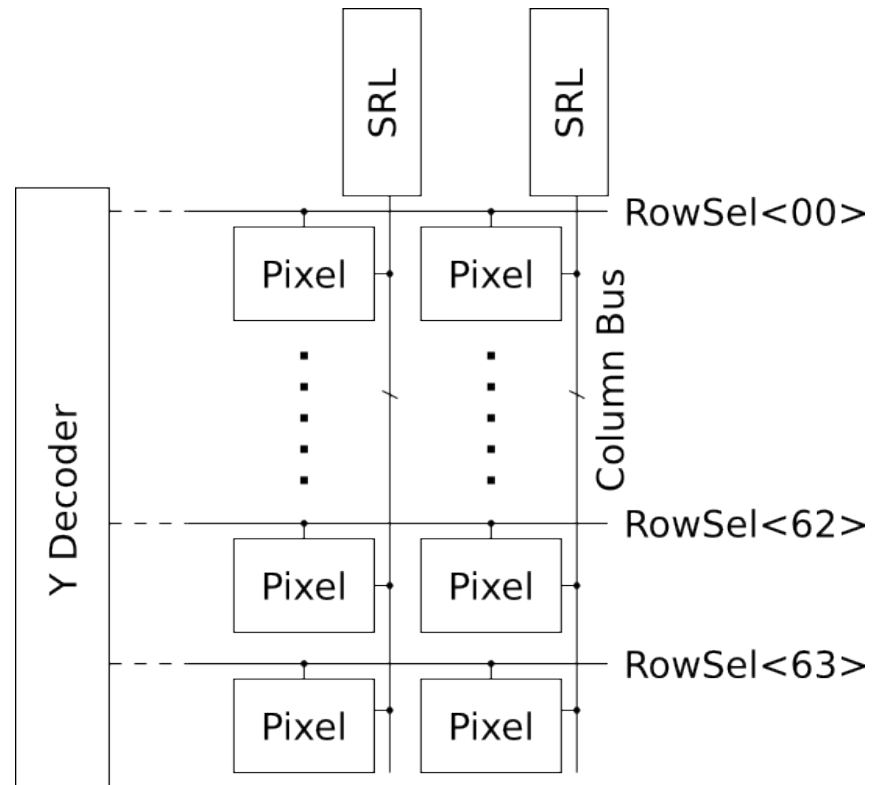 SRL
SRL
RowSel<00>
Pixel
Pixel
Column Bus
Y Decoder
RowSel<62>
Pixel
Pixel
RowSel<63>
Pixel
Pixel